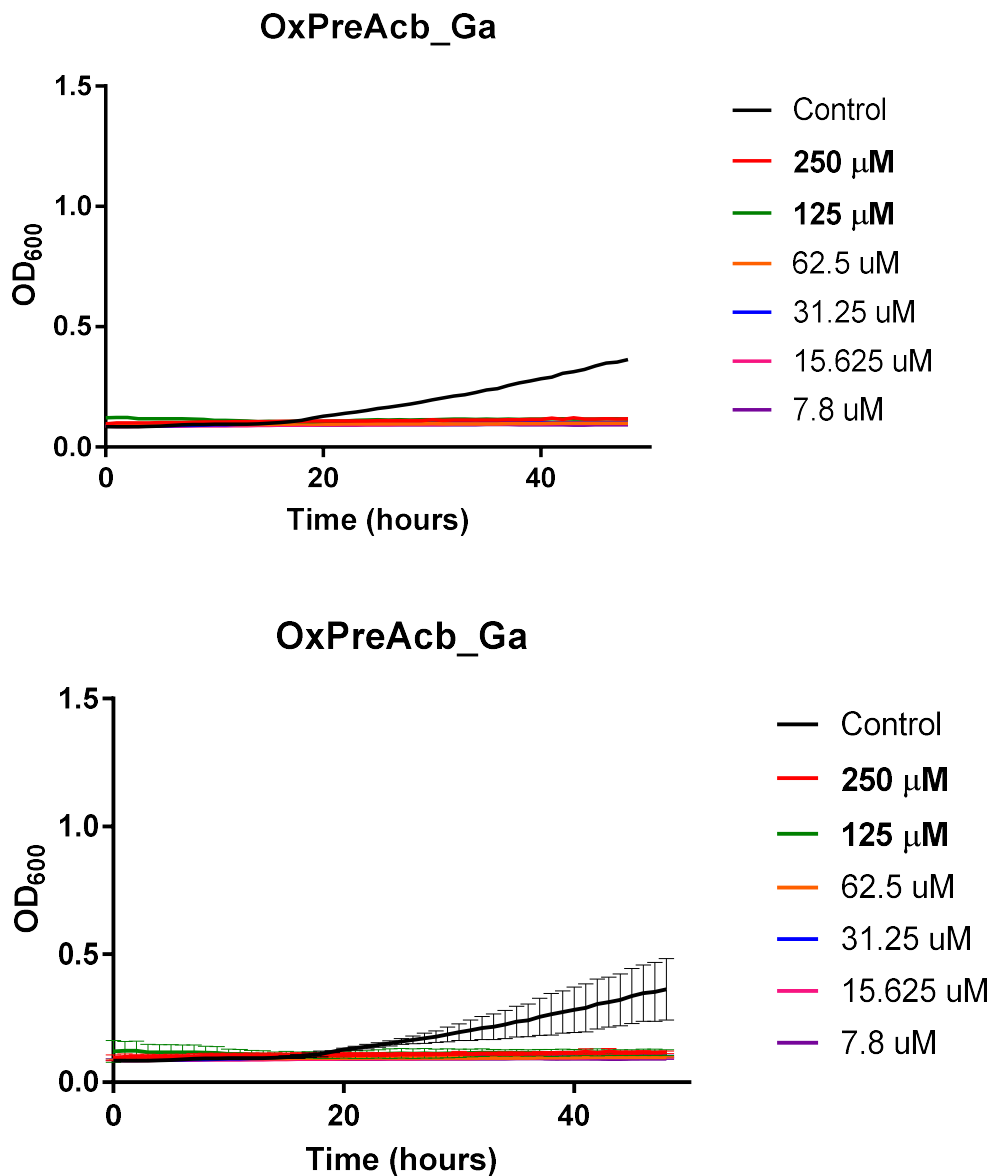 OxPreAcb_Ga
1.5
1.0
0.5
0.0
OD600
0
20
40
Time (hours)
Control
250 μM
125 μM
62.5 uM
31.25 uM
15.625 uM
7.8 uM
OxPreAcb_Ga
1.5
1.0
0.5
0.0
OD600
0
20
40
Time (hours)
Control
250 μM
125 μM
62.5 uM
31.25 uM
15.625 uM
7.8 uM